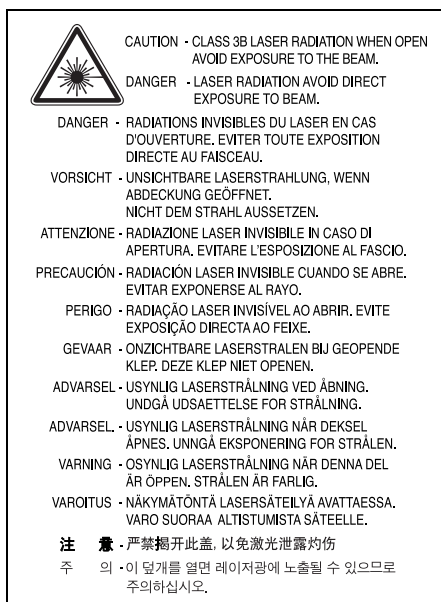 CAUTION - CLASS 3B LASER RADIATION WHEN OPEN
AVOID EXPOSURE TO THE BEAM.
DANGER - LASER RADIATION AVOID DIRECT
EXPOSURE TO BEAM.
DANGER - RADIATIONS INVISIBLES DU LASER EN CAS
D'OUVERTURE. EVITER TOUTE EXPOSITION
DIRECTE AU FAISCEAU.
VORSICHT - UNSICHTBARE LASERSTRAHLUNG, WENN
ABDECKUNG GEÖFFNET.
NICHT DEM STRAHL AUSSETZEN.
ATTENZIONE - RADIAZIONE LASER INVISIBILE IN CASO DI
APERTURA. EVITARE L'ESPOSIZIONE AL FASCIO.
PRECAUCIÓN - RADIACIÓN LASER INVISIBLE CUANDO SE ABRE.
EVITAR EXPONERSE AL RAYO.
PERIGO - RADIAÇÃO LASER INVISÍVEL AO ABRIR. EVITE
EXPOSIÇÃO DIRECTA AO FEIXE.
GEVAAR - ONZICHTBARE LASERSTRALEN BIJ GEOPENDE
KLEP. DEZE KLEP NIET OPENEN.
ADVARSEL - USYNLIG LASERSTRÅLNING VED ÅBNING.
UNDGÅ UDSAETTELSE FOR STRÅLNING.
ADVARSEL. - USYNLIG LASERSTRÅLNING NÅR DEKSEL
ÅPNES. UNNGÅ EKSPONERING FOR STRÅLEN.
VARNING - OSYNLIG LASERSTRÅLNING NÄR DENNA DEL
ÄR ÖPPEN. STRÅLEN ÄR FARLIG.
VAROITUS - NÄKYMÄTÖNTÄ LASERSÄTEILYÄ AVATTAESSA.
VARO SUORAA ALTISTUMISTA SÄTEELLE.
注 意 - 严禁揭开此盖, 以免激光泄露灼伤
주 의 - 이 덮개를 열면 레이저광에 노출될 수 있으므로
주의하십시오.